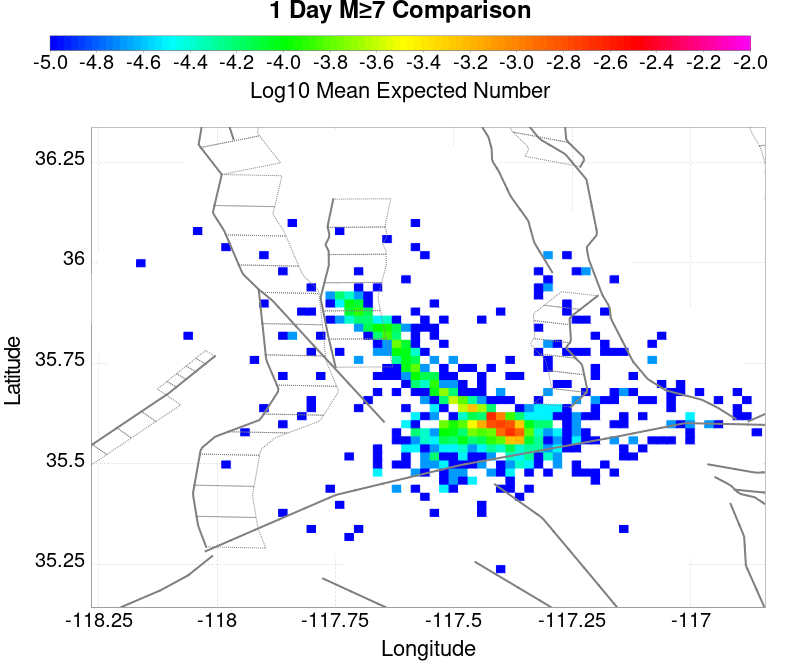 1 Day M≥7 Comparison
-5.0 -4.8 -4.6 -4.4 -4.2 -4.0 -3.8 -3.6 -3.4 -3.2 -3.0 -2.8 -2.6 -2.4 -2.2 -2.0
Log10 Mean Expected Number
36.25
36
35.75
35.5
35.25
Latitude
-118.25 -118 -117.75 -117.5 -117.25 -117
Longitude